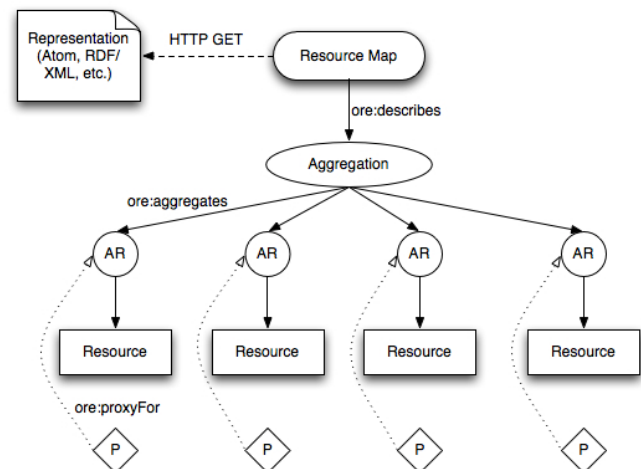 Representation
(Atom, RDF/
XML, etc.)
HTTP GET
Resource Map
ore:describes
Aggregation
ore:aggregates
AR
AR
AR
AR
Resource
Resource
Resource
Resource
ore:proxyFor
P
P
P
P